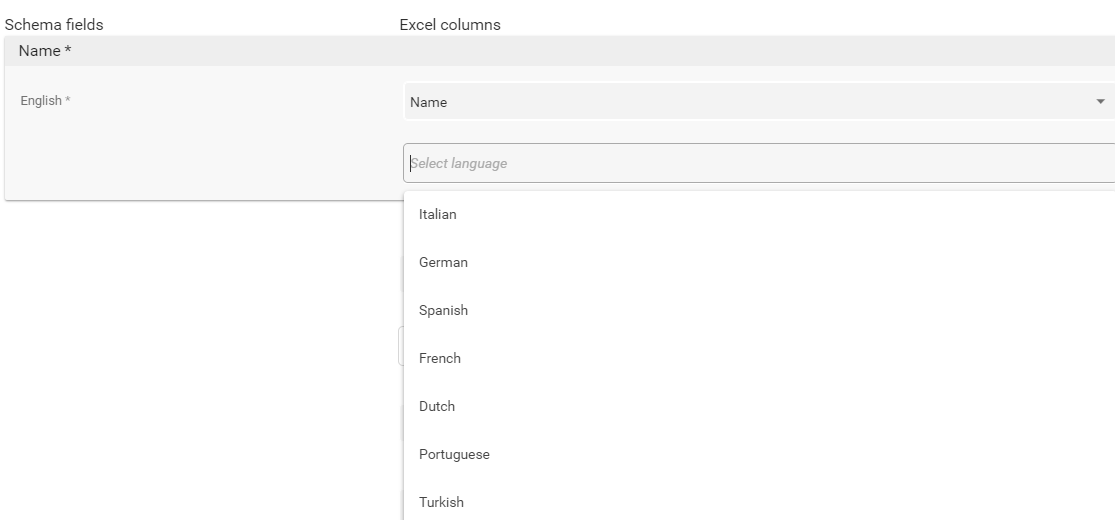 Schema fields Excel columns
Name *
English * Name
Select language
Italian
German
Spanish
French
Dutch
Portuguese
Turkish